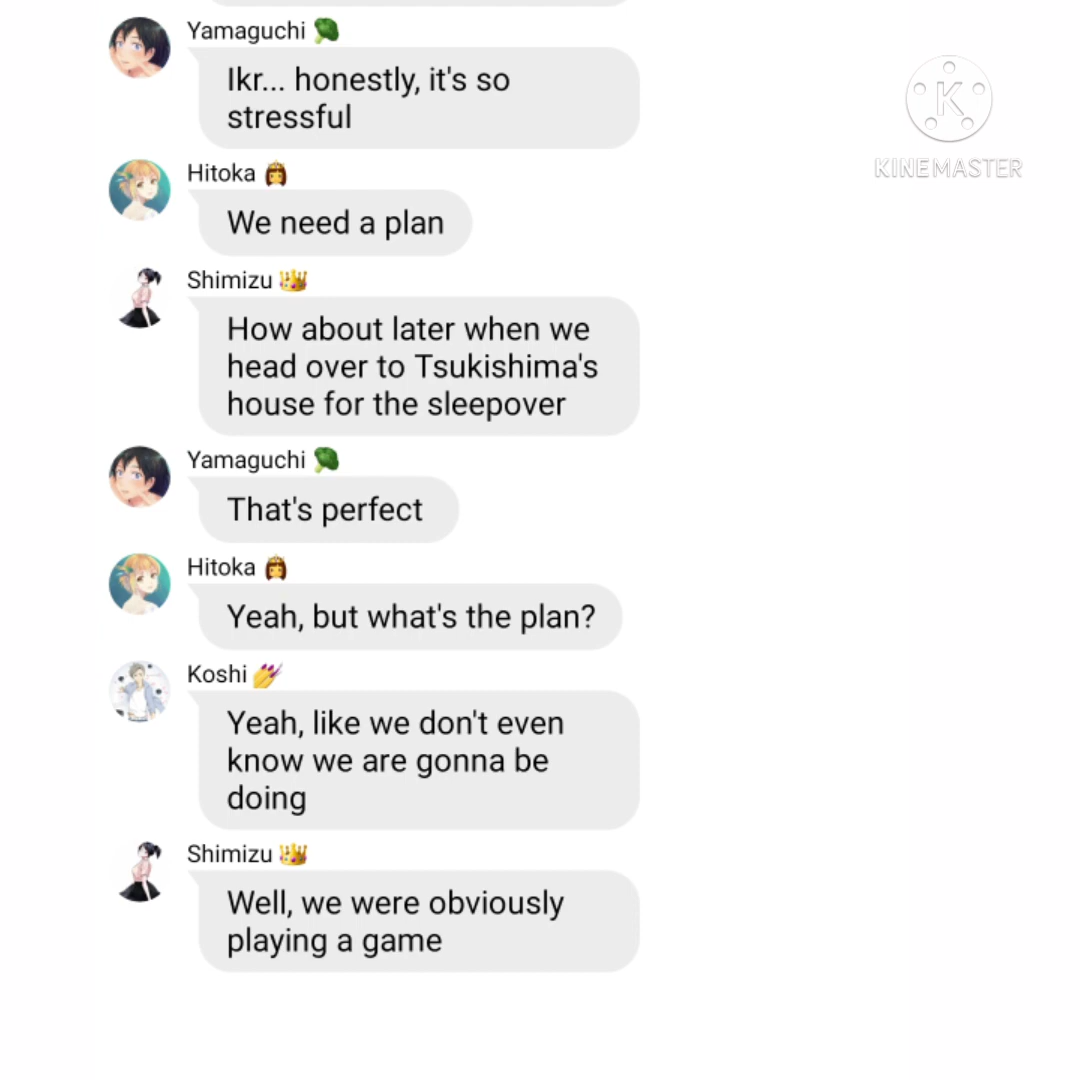 Yamaguchi 🥦
Ikr... honestly, it's so
stressful
K
KINEMASTER
Hitoka 👸
We need a plan
Shimizu 👑
How about later when we
head over to Tsukishima's
house for the sleepover
Yamaguchi 🥦
That's perfect
Hitoka 👸
Yeah, but what's the plan?
Koshi 💅
Yeah, like we don't even
know we are gonna be
doing
Shimizu 👑
Well, we were obviously
playing a game